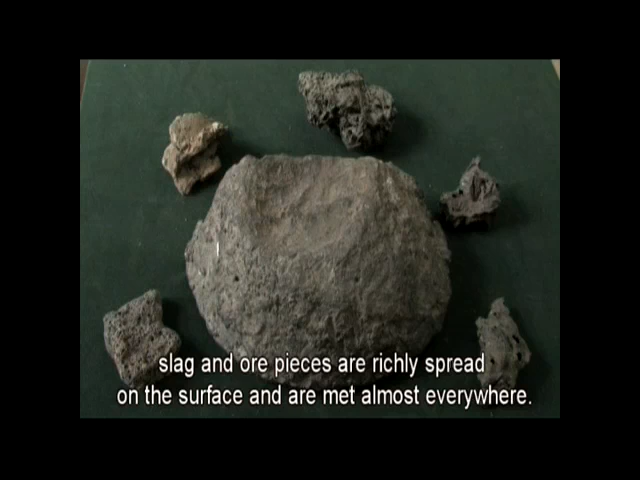 slag and ore pieces are richly spread
on the surface and are met almost everywhere.